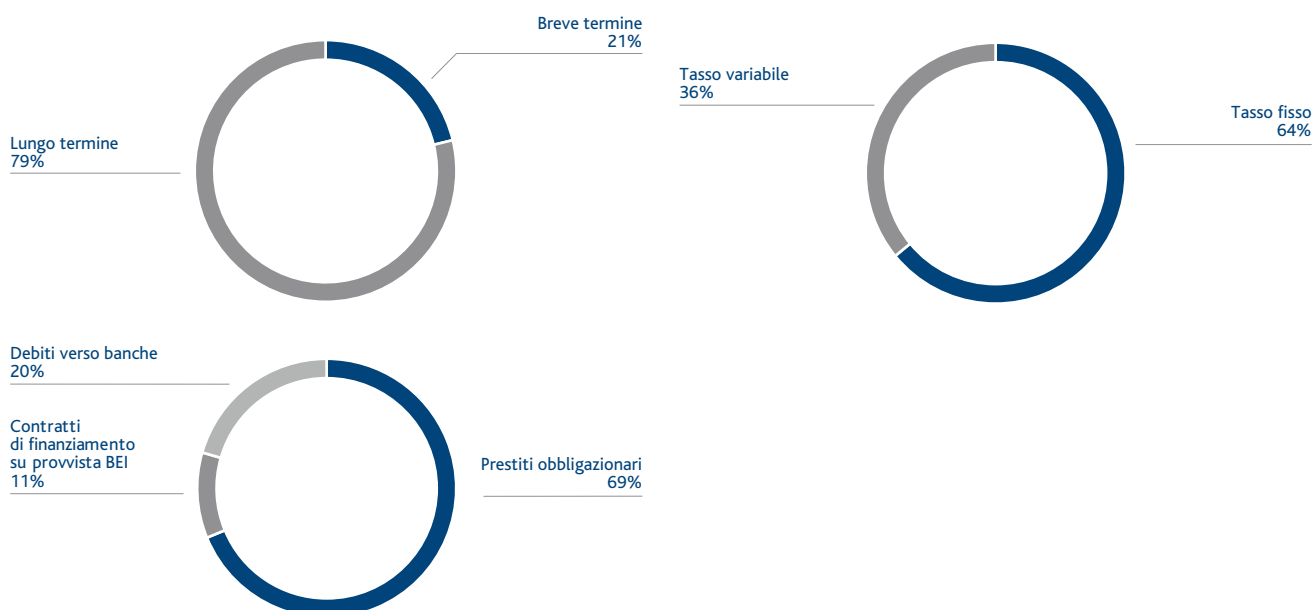 Breve termine
21%
Lungo termine
79%
Tasso variabile
36%
Tasso fisso
64%
Debiti verso banche
20%
Contratti
di finanziamento
su provvista BEI
11%
Prestiti obbligazionari
69%